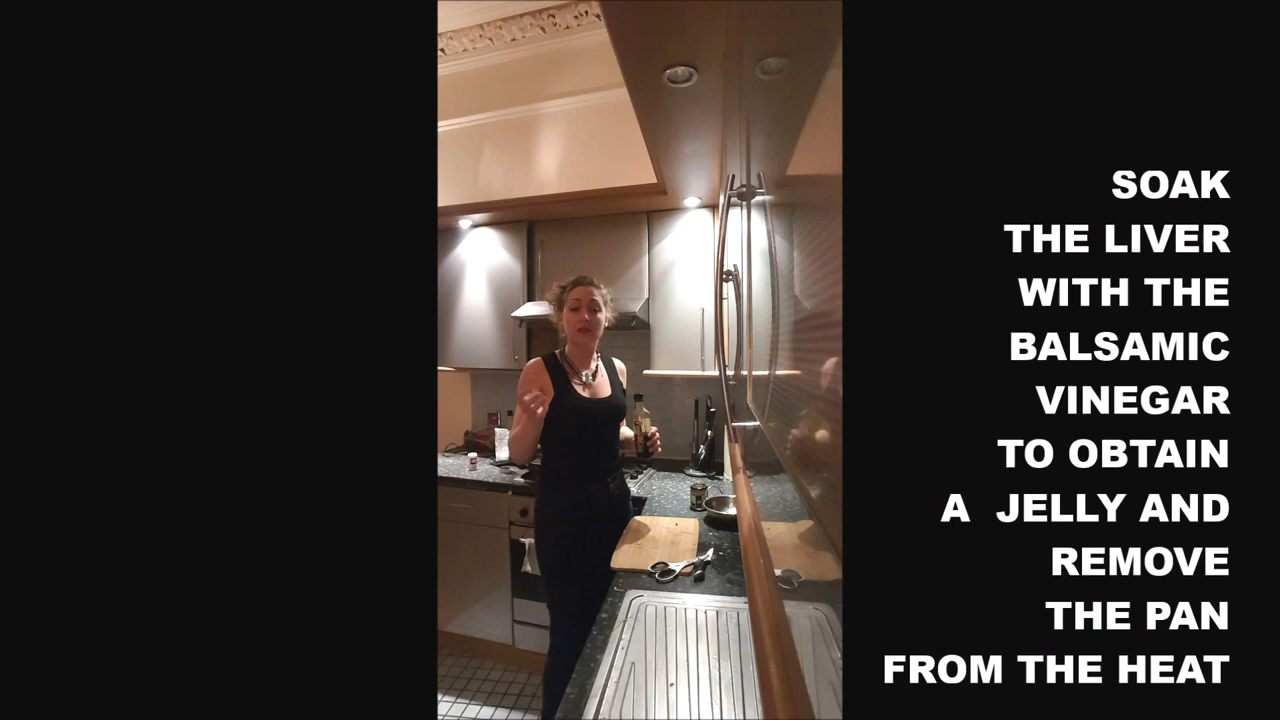 SOAK
THE LIVER
WITH THE
BALSAMIC
VINEGAR
TO OBTAIN
A  JELLY AND
REMOVE
THE PAN
FROM THE HEAT